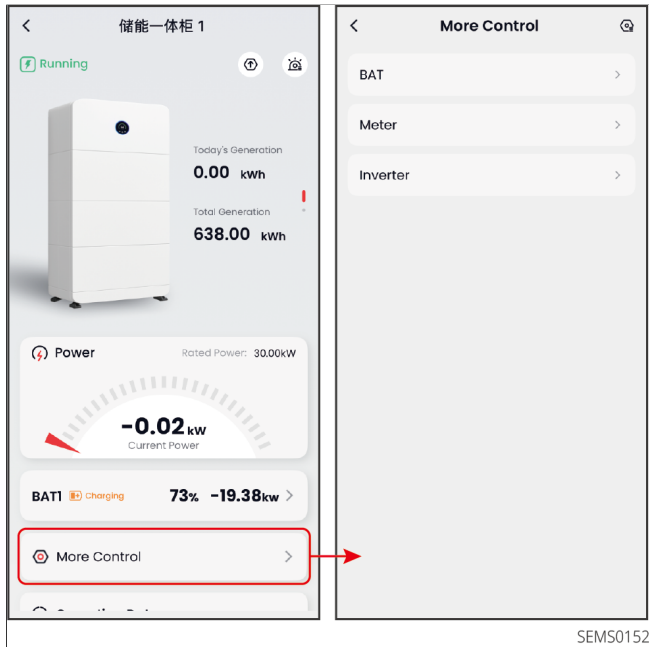 储能一体柜 1
Running
Today's Generation
0.00 kWh
Total Generation
638.00 kWh
Power
Rated Power: 30.00kW
-0.02 kW
Current Power
BAT1 Charging 73% -19.38kw
More Control
More Control
BAT
Meter
Inverter
SEMS0152